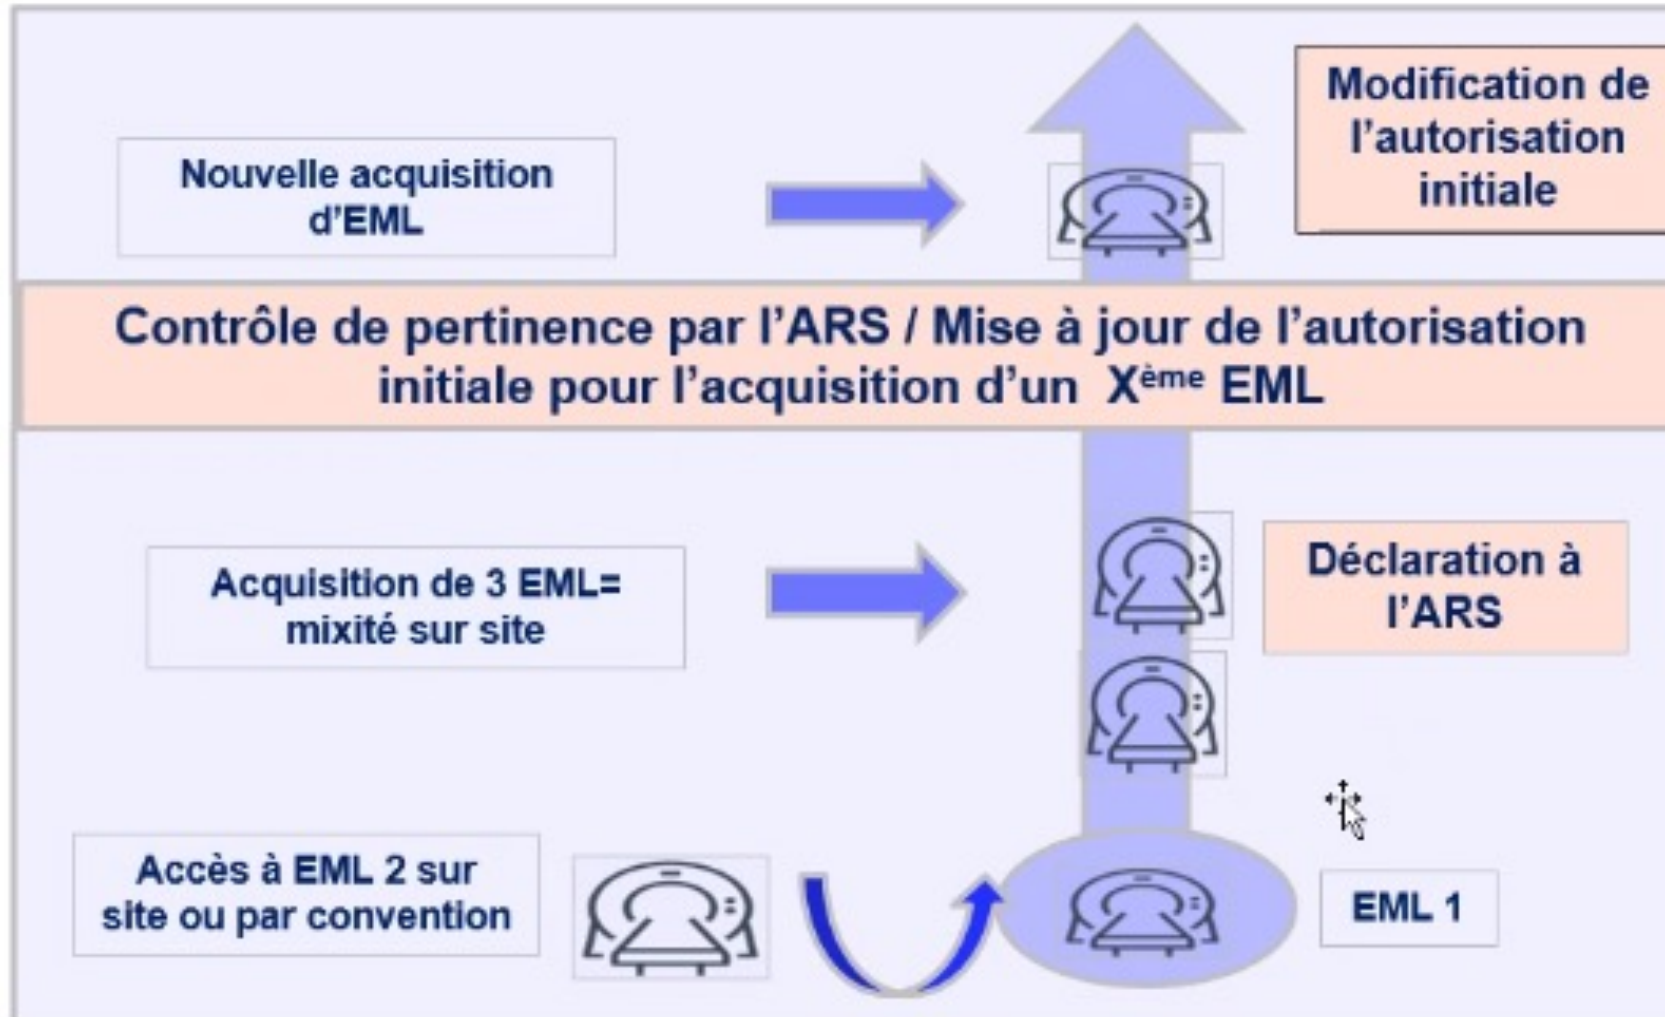 Modification de
l'autorisation
initiale
Nouvelle acquisition
d'EML
Contrôle de pertinence par l'ARS / Mise à jour de l'autorisation
initiale pour l'acquisition d'un Xème EML
Acquisition de 3 EML=
mixité sur site
Déclaration à
l'ARS
Accès à EML 2 sur
site ou par convention
EML 1